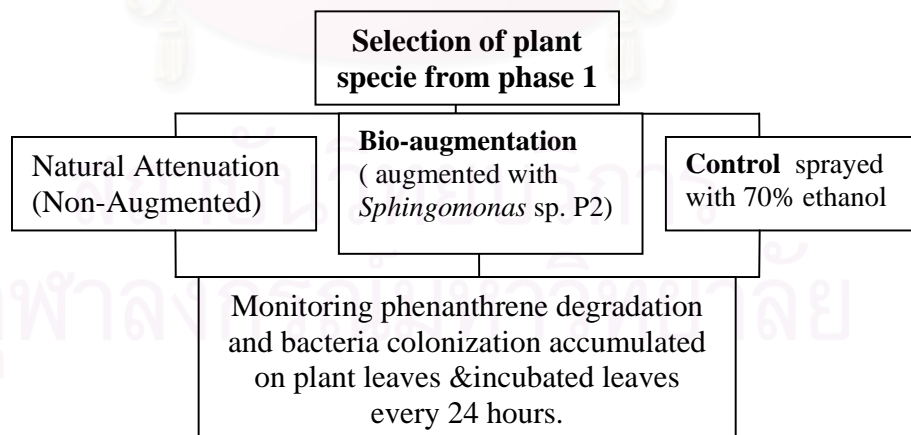 Selection of plant
specie from phase 1
Natural Attenuation
(Non-Augmented)
Bio-augmentation
( augmented with
Sphingomonas sp. P2)
Control sprayed
with 70% ethanol
Monitoring phenanthrene degradation
and bacteria colonization accumulated
on plant leaves &incubated leaves
every 24 hours.